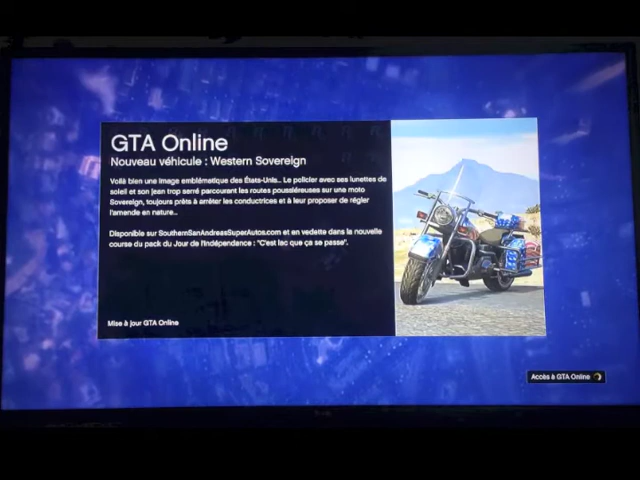 GTA Online
Nouveau véhicule : Western Sovereign
Voilà bien une image emblématique des États-Unis... Le policier avec ses lunettes de
soleil et son jean trop serré parcourant les routes poussiéreuses sur une moto
Sovereign, toujours prêts à arrêter les conductrices et à leur proposer de régler
l'amende en nature...
Disponible sur SouthernSanAndreasSuperAutos.com et en vedette dans la nouvelle
course du pack du Jour de l'Indépendance : "C'est lac que ça se passe".
Mise à jour GTA Online
Accès à GTA Online